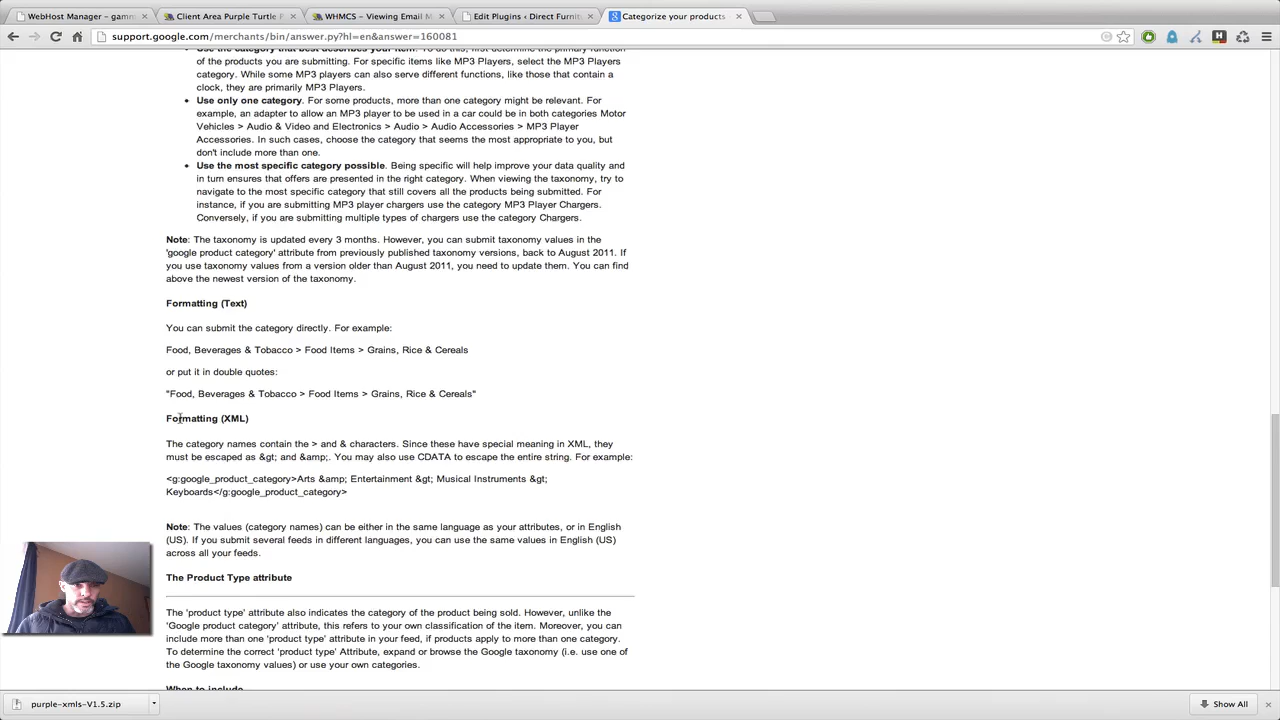 WebHost Manager - gamm
Client Area Purple Turtle P
WHMCS - Viewing Email M
Edit Plugins ‹ Direct Furnit
Categorize your products
support.google.com/merchants/bin/answer.py?hl=en&answer=160081
Use the category that best describes your item. To do this, first determine the primary function
of the products you are submitting. For specific items like MP3 Players, select the MP3 Players
category. While some MP3 players can also serve different functions, like those that contain a
clock, they are primarily MP3 Players.
• Use only one category. For some products, more than one category might be relevant. For
example, an adapter to allow an MP3 player to be used in a car could be in both categories Motor
Vehicles > Audio & Video and Electronics > Audio > Audio Accessories > MP3 Player
Accessories. In such cases, choose the category that seems the most appropriate to you, but
don't include more than one.
• Use the most specific category possible. Being specific will help improve your data quality and
in turn ensures that offers are presented in the right category. When viewing the taxonomy, try to
navigate to the most specific category that still covers all the products being submitted. For
instance, if you are submitting MP3 player chargers use the category MP3 Player Chargers.
Conversely, if you are submitting multiple types of chargers use the category Chargers.
Note: The taxonomy is updated every 3 months. However, you can submit taxonomy values in the
'google product category' attribute from previously published taxonomy versions, back to August 2011. If
you use taxonomy values from a version older than August 2011, you need to update them. You can find
above the newest version of the taxonomy.
Formatting (Text)
You can submit the category directly. For example:
Food, Beverages & Tobacco > Food Items > Grains, Rice & Cereals
or put it in double quotes:
"Food, Beverages & Tobacco > Food Items > Grains, Rice & Cereals"
Formatting (XML)
The category names contain the > and & characters. Since these have special meaning in XML, they
must be escaped as &gt; and &amp;. You may also use CDATA to escape the entire string. For example:
<g:google_product_category>Arts &amp; Entertainment &gt; Musical Instruments &gt;
Keyboards</g:google_product_category>
Note: The values (category names) can be either in the same language as your attributes, or in English
(US). If you submit several feeds in different languages, you can use the same values in English (US)
across all your feeds.
The Product Type attribute
The 'product type' attribute also indicates the category of the product being sold. However, unlike the
'Google product category' attribute, this refers to your own classification of the item. Moreover, you can
include more than one 'product type' attribute in your feed, if products apply to more than one category.
To determine the correct 'product type' Attribute, expand or browse the Google taxonomy (i.e. use one of
the Google taxonomy values) or use your own categories.
When to include
purple-xmls-V1.5.zip
Show All